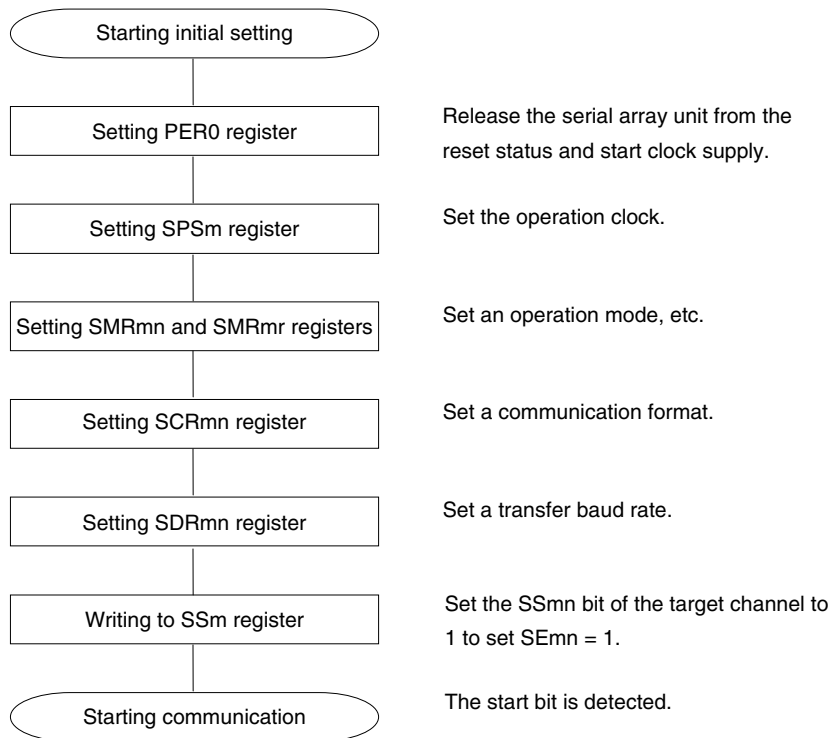 Starting initial setting
Setting PER0 register
Release the serial array unit from the
reset status and start clock supply.
Setting SPSm register
Set the operation clock.
Setting SMRmn and SMRmr registers
Set an operation mode, etc.
Setting SCRmn register
Set a communication format.
Setting SDRmn register
Set a transfer baud rate.
Writing to SSm register
Set the SSmn bit of the target channel to
1 to set SEmn = 1.
Starting communication
The start bit is detected.